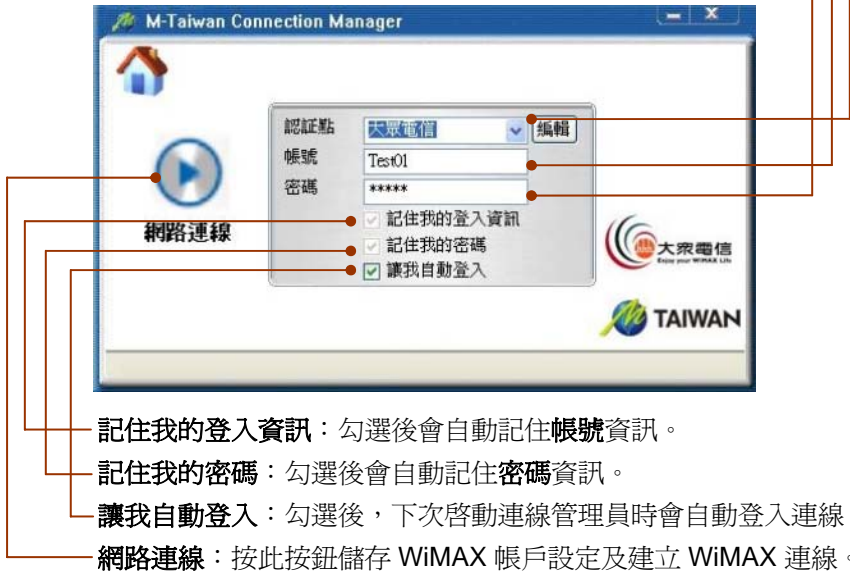 M-Taiwan Connection Manager
認証點 大眾電信 編輯
帳號 Test01
密碼 *****
網路連線
記住我的登入資訊
記住我的密碼
讓我自動登入
大眾電信
Enjoy your WiMAX Life
TAIWAN
記住我的登入資訊：勾選後會自動記住帳號資訊。
記住我的密碼：勾選後會自動記住密碼資訊。
讓我自動登入：勾選後，下次啓動連線管理員時會自動登入連線
網路連線：按此按鈕儲存 WiMAX 帳戶設定及建立 WiMAX 連線。